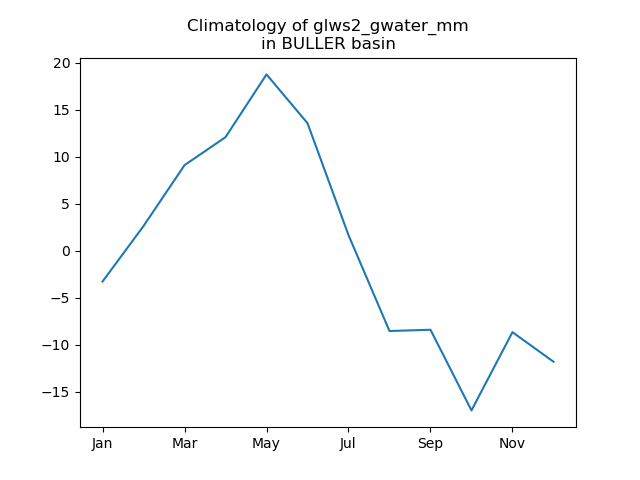 Climatology of glws2_gwater_mm
in BULLER basin
20
15
10
5
0
−5
−10
−15
Jan
Mar
May
Jul
Sep
Nov